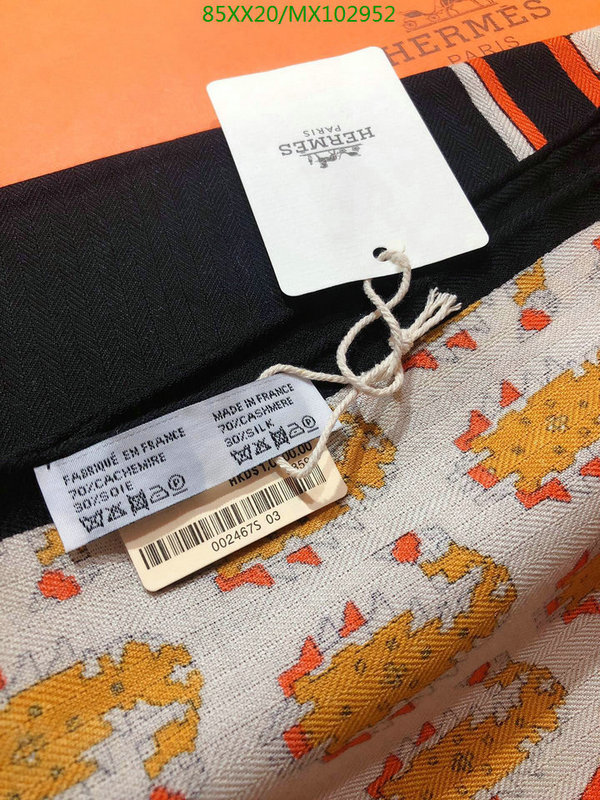 85XX20/MX102952
HERMES
PARIS
HERMES
PARIS
FABRIQUÉ EN FRANCE
70%CACHEMIRE
30%SOIE
MADE IN FRANCE
70%CASHMERE
30%SILK
002467S 03